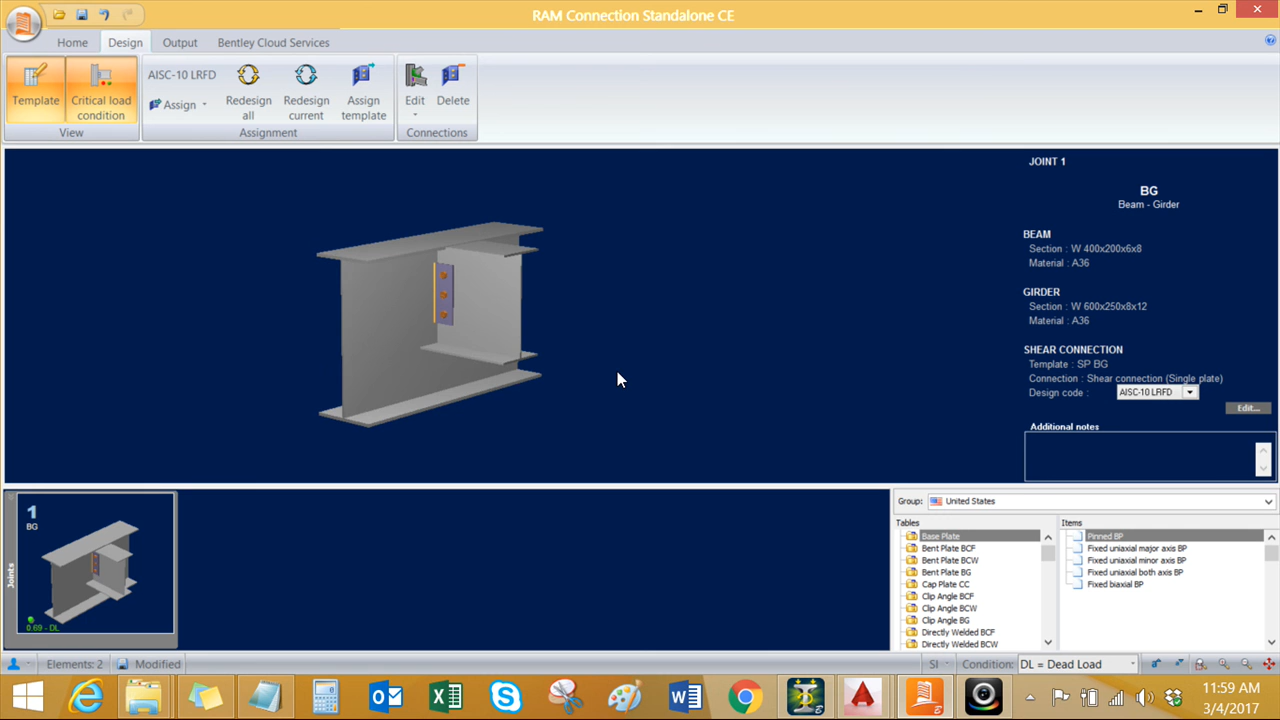 RAM Connection Standalone CE
Home Design Output Bentley Cloud Services
Template
Critical load
condition
View
AISC-10 LRFD
Assign
Redesign
all
Redesign
current
Assign
template
Assignment
Edit
Delete
Connections
JOINT 1
BG
Beam - Girder
BEAM
Section : W 400x200x6x8
Material : A36
GIRDER
Section : W 600x250x8x12
Material : A36
SHEAR CONNECTION
Template : SP BG
Connection : Shear connection (Single plate)
Design code : AISC-10 LRFD
Edit...
Additional notes
Joints
1
BG
0.69 - DL
Group: United States
Tables
Base Plate
Bent Plate BCF
Bent Plate BCW
Bent Plate BG
Cap Plate CC
Clip Angle BCF
Clip Angle BCW
Clip Angle BG
Directly Welded BCF
Directly Welded BCW
Items
Pinned BP
Fixed uniaxial major axis BP
Fixed uniaxial minor axis BP
Fixed uniaxial both axis BP
Fixed biaxial BP
Elements: 2 Modified SI Condition: DL = Dead Load
11:59 AM
3/4/2017